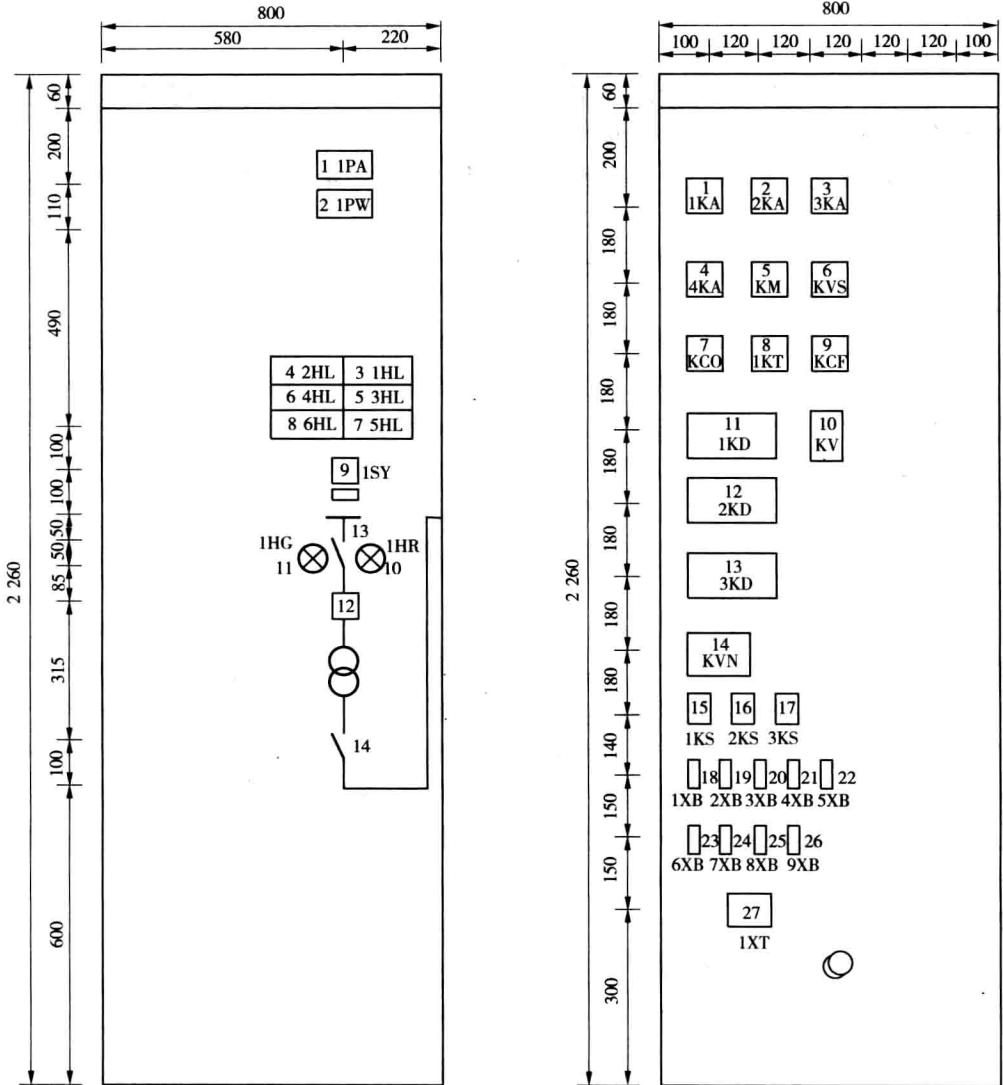 800
580 220
60
200
110
490
100
100
50
50
85
315
100
600
2 260
1 1PA
2 1PW
4 2HL 3 1HL
6 4HL 5 3HL
8 6HL 7 5HL
9 1SY
13
1HG 1HR
11 10
12
14
800
100 120 120 120 120 120 100
60
200
180
180
180
180
180
180
180
140
150
150
300
2 260
1 2 3
1KA 2KA 3KA
4 5 6
4KA KM KVS
7 8 9
KCO 1KT KCF
11 10
1KD KV
12
2KD
13
3KD
14
KVN
15 16 17
1KS 2KS 3KS
18 19 20 21 22
1XB 2XB 3XB 4XB 5XB
23 24 25 26
6XB 7XB 8XB 9XB
27
1XT